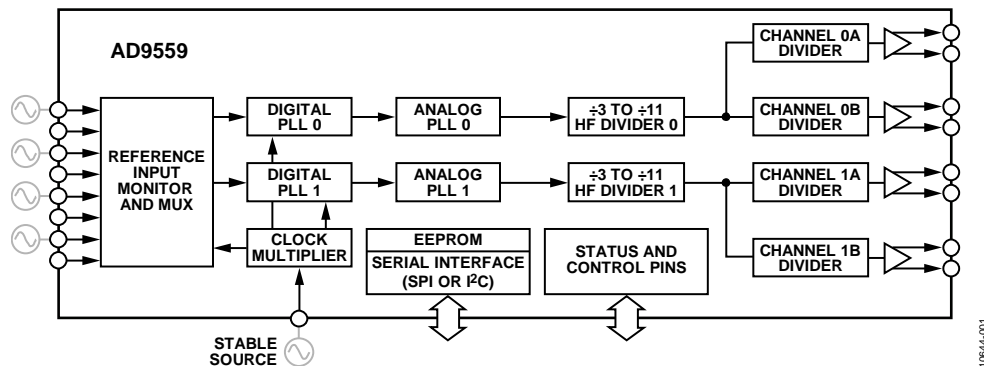 AD9559
REFERENCE
INPUT
MONITOR
AND MUX
DIGITAL
PLL 0
ANALOG
PLL 0
÷3 TO ÷11
HF DIVIDER 0
CHANNEL 0A
DIVIDER
CHANNEL 0B
DIVIDER
DIGITAL
PLL 1
ANALOG
PLL 1
÷3 TO ÷11
HF DIVIDER 1
CHANNEL 1A
DIVIDER
CHANNEL 1B
DIVIDER
CLOCK
MULTIPLIER
EEPROM
SERIAL INTERFACE
(SPI OR I²C)
STATUS AND
CONTROL PINS
STABLE
SOURCE
10644-001